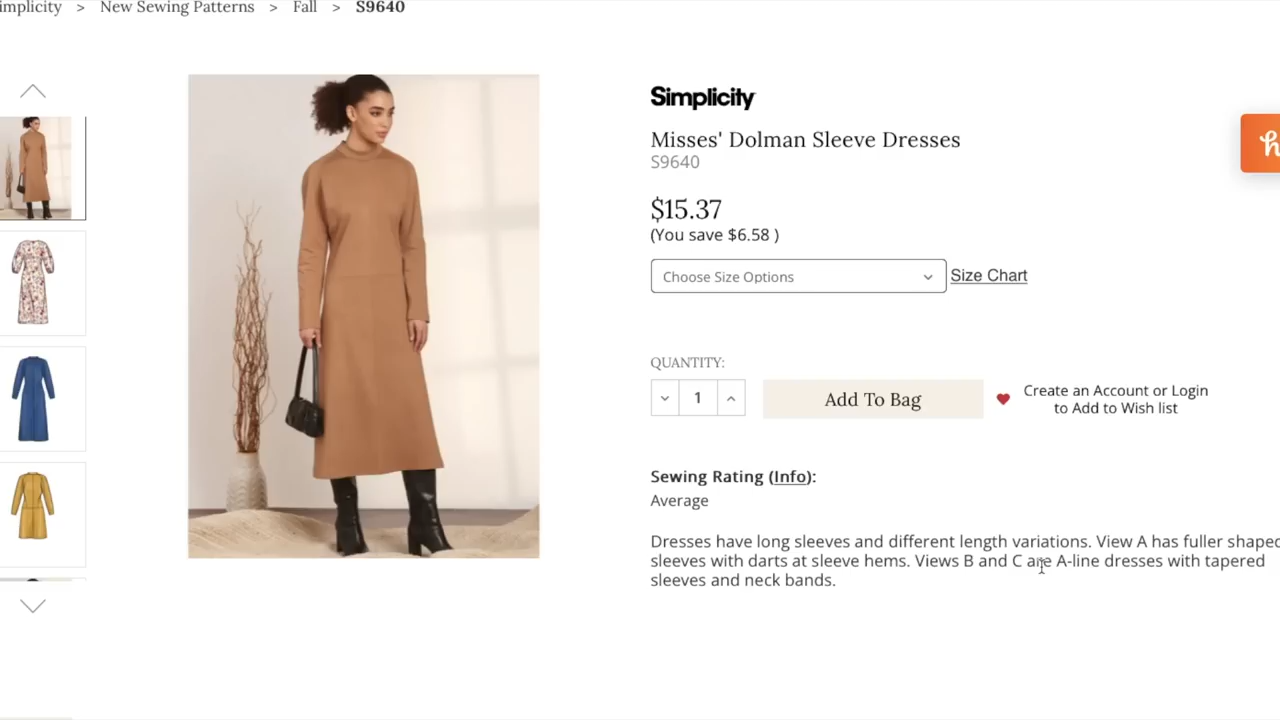 implicity > New Sewing Patterns > Fall > S9640
Simplicity
Misses' Dolman Sleeve Dresses
S9640
$15.37
(You save $6.58 )
Choose Size Options
Size Chart
QUANTITY:
1
Add To Bag
Create an Account or Login
to Add to Wish list
Sewing Rating (Info):
Average
Dresses have long sleeves and different length variations. View A has fuller shaped
sleeves with darts at sleeve hems. Views B and C are A-line dresses with tapered
sleeves and neck bands.
h